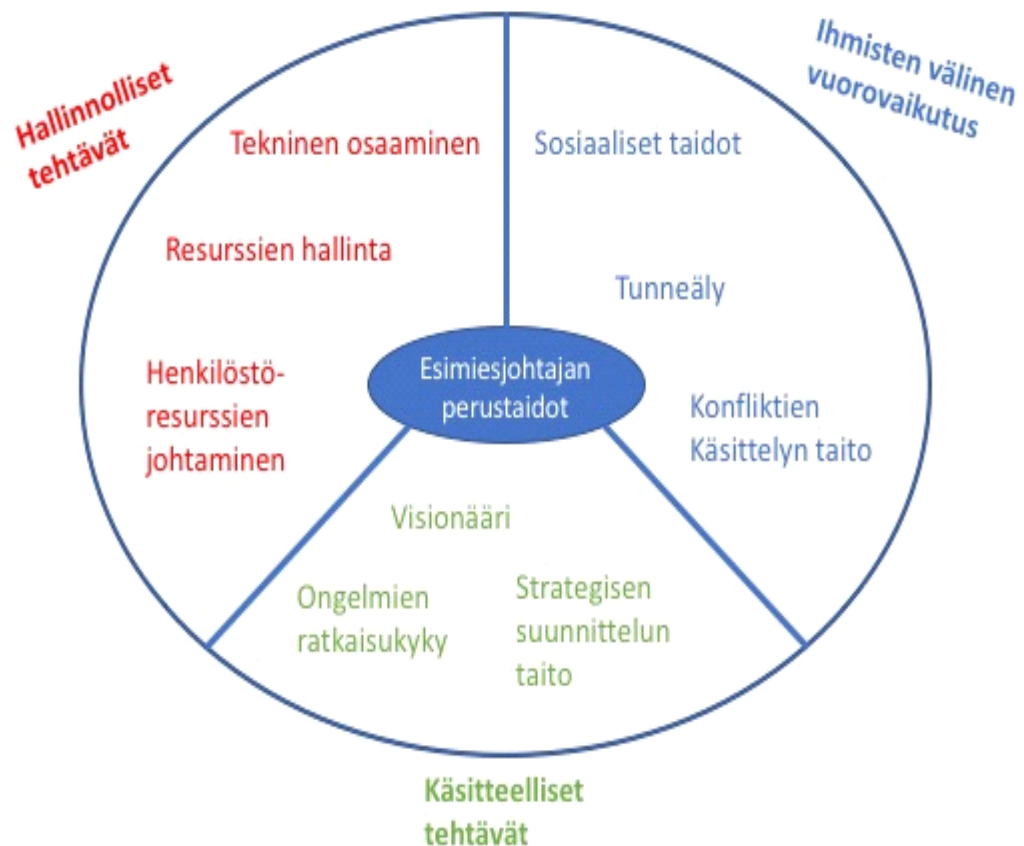 Hallinnolliset
tehtävät
Tekninen osaaminen
Resurssien hallinta
Henkilöstö-
resurssien
johtaminen
Ihmisten välinen
vuorovaikutus
Sosiaaliset taidot
Tunneäly
Konfliktien
Käsittelyn taito
Esimiesjohtajan
perustaidot
Visionääri
Ongelmien
ratkaisukyky
Strategisen
suunnittelun
taito
Käsitteelliset
tehtävät